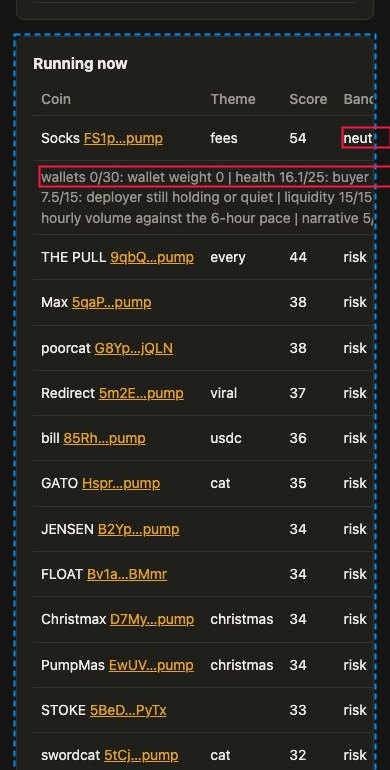 Running now
Coin Theme Score Banc
Socks FS1p...pump fees 54 neut
wallets 0/30: wallet weight 0 | health 16.1/25: buyer
7.5/15: deployer still holding or quiet | liquidity 15/15
hourly volume against the 6-hour pace | narrative 5,
THE PULL 9qbQ...pump every 44 risk
Max 5qaP...pump 38 risk
poorcat G8Yp...jQLN 38 risk
Redirect 5m2E...pump viral 37 risk
bill 85Rh...pump usdc 36 risk
GATO Hspr...pump cat 35 risk
JENSEN B2Yp...pump 34 risk
FLOAT Bv1a...BMmr 34 risk
Christmax D7My...pump christmas 34 risk
PumpMas EwUV...pump christmas 34 risk
STOKE 5BeD...PyTx 33 risk
swordcat 5tCj...pump cat 32 risk